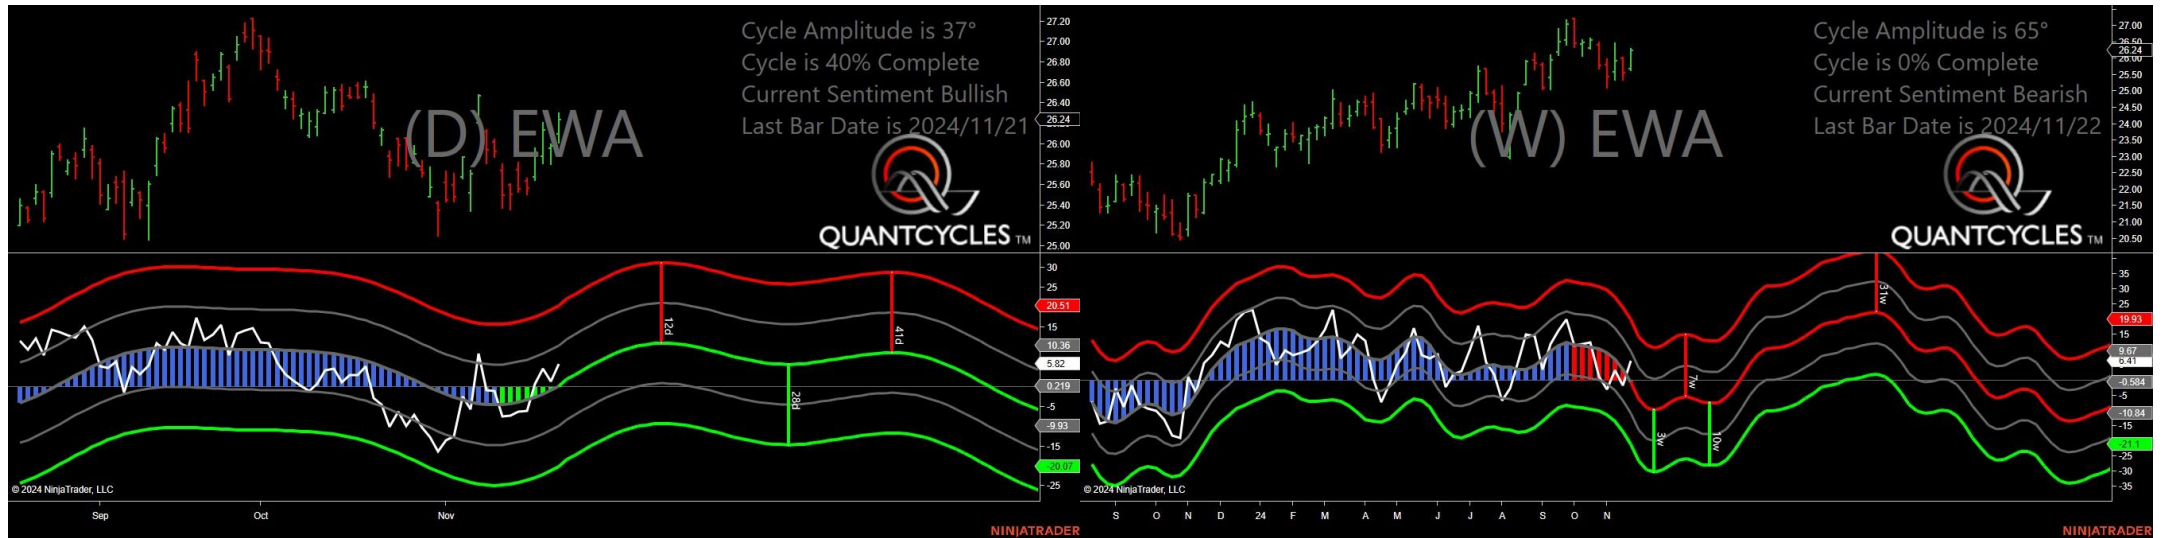 Cycle Amplitude is 37°
Cycle is 40% Complete
Current Sentiment Bullish
Last Bar Date is 2024/11/21
(D) EWA
QUANTCYCLES TM
27.20
27.00
26.80
26.60
26.40
26.24
26.00
25.80
25.60
25.40
25.20
25.00
30
25
20.51
15
10.36
5.82
0.219
-5
-9.93
-15
-20.07
-25
12d
28d
41d
© 2024 NinjaTrader, LLC
Sep
Oct
Nov
NINJATRADER
Cycle Amplitude is 65°
Cycle is 0% Complete
Current Sentiment Bearish
Last Bar Date is 2024/11/22
(W) EWA
QUANTCYCLES TM
27.00
26.50
26.24
26.00
25.50
25.00
24.50
24.00
23.50
23.00
22.50
22.00
21.50
21.00
20.50
35
30
25
19.93
15
9.67
6.41
-0.584
-5
-10.84
-15
-21.1
-25
-30
-35
3w
7w
10w
31w
© 2024 NinjaTrader, LLC
S O N D 24 F M A M J J A S O N
NINJATRADER